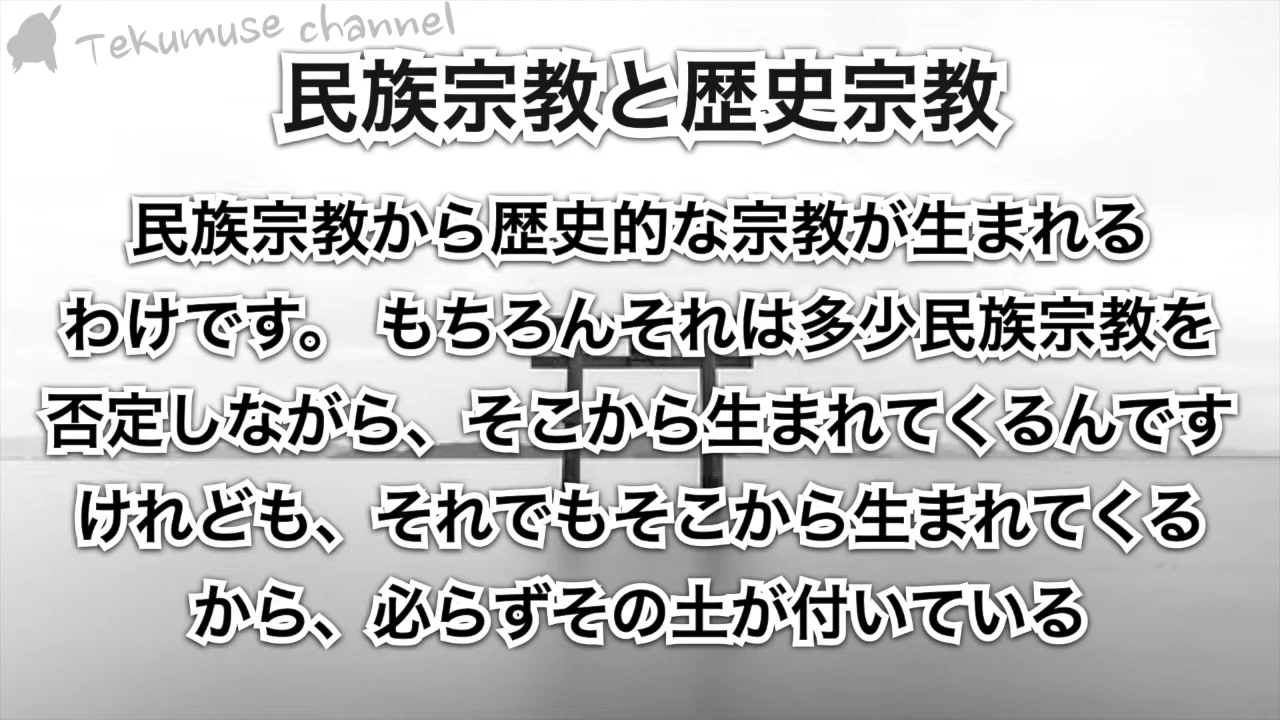 Tekumuse channel
民族宗教と歴史宗教
民族宗教から歴史的な宗教が生まれる
わけです。 もちろんそれは多少民族宗教を
否定しながら、そこから生まれてくるんです
けれども、それでもそこから生まれてくる
から、必らずその土が付いている